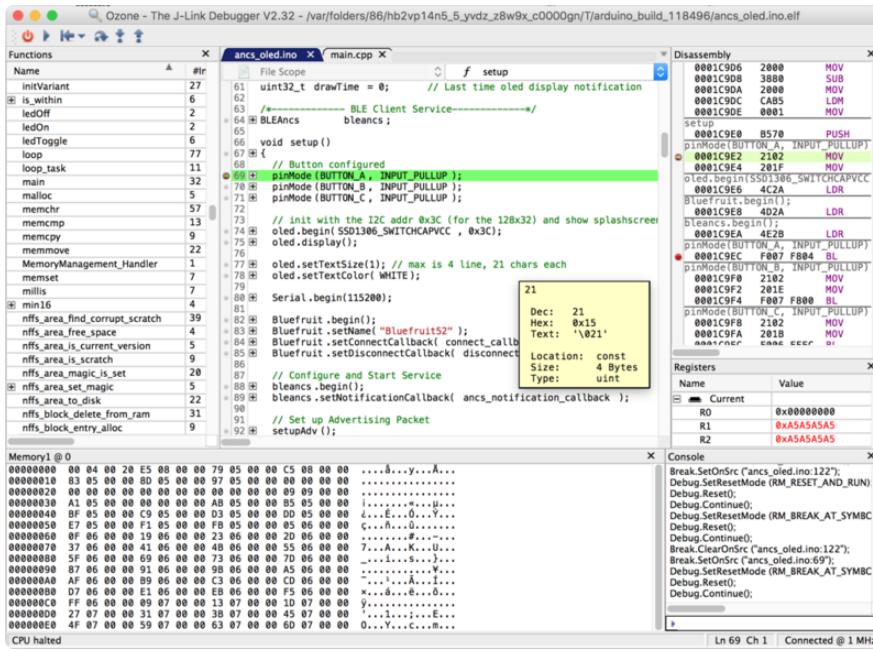 Ozone - The J-Link Debugger V2.32 - /var/folders/86/hb2vp14n5_5_yvdz_z8w9x_c0000gn/T/arduino_build_118496/ancs_oled.ino.elf
Functions
Name #Ir
initVariant 27
is_within 6
ledOff 2
ledOn 2
ledToggle 6
loop 77
loop_task 11
main 32
malloc 5
memchr 57
memcmp 13
memcpy 9
memmove 22
MemoryManagement_Handler 1
memset 7
millis 7
min16 4
nffs_area_find_corrupt_scratch 39
nffs_area_free_space 4
nffs_area_is_current_version 5
nffs_area_is_scratch 9
nffs_area_magic_is_set 20
nffs_area_set_magic 5
nffs_area_to_disk 22
nffs_block_delete_from_ram 31
nffs_block_entry_alloc 9
ancs_oled.ino main.cpp
File Scope f setup
61 uint32_t drawTime = 0; // Last time oled display notification
62
63 /*------------- BLE Client Service-------------*/
64 BLEAncs bleancs;
65
66 void setup()
67 {
68 // Button configured
69 pinMode(BUTTON_A, INPUT_PULLUP);
70 pinMode(BUTTON_B, INPUT_PULLUP);
71 pinMode(BUTTON_C, INPUT_PULLUP);
72
73 // init with the I2C addr 0x3C (for the 128x32) and show splashscreen
74 oled.begin(SSD1306_SWITCHCAPVCC, 0x3C);
75 oled.display();
76
77 oled.setTextSize(1); // max is 4 line, 21 chars each
78 oled.setTextColor(WHITE);
79
80 Serial.begin(115200);
81
82 Bluefruit.begin();
83 Bluefruit.setName("Bluefruit52");
84 Bluefruit.setConnectCallback( connect_callb
85 Bluefruit.setDisconnectCallback( disconnect
86
87 // Configure and Start Service
88 bleancs.begin();
89 bleancs.setNotificationCallback( ancs_notification_callback );
90
91 // Set up Advertising Packet
92 setupAdv();
21
Dec: 21
Hex: 0x15
Text: '\021'
Location: const
Size: 4 Bytes
Type: uint
Disassembly
0001C9D6 2000 MOV
0001C9D8 3880 SUB
0001C9DA 2000 MOV
0001C9DC CAB5 LDM
0001C9DE 0001 MOV
setup
0001C9E0 B570 PUSH
pinMode(BUTTON_A, INPUT_PULLUP)
0001C9E2 2102 MOV
0001C9E4 201F MOV
oled.begin(SSD1306_SWITCHCAPVCC
0001C9E6 4C2A LDR
Bluefruit.begin();
0001C9E8 4D2A LDR
bleancs.begin();
0001C9EA 4E2B LDR
pinMode(BUTTON_A, INPUT_PULLUP)
0001C9EC F007 F804 BL
pinMode(BUTTON_B, INPUT_PULLUP)
0001C9F0 2102 MOV
0001C9F2 201E MOV
0001C9F4 F007 F800 BL
pinMode(BUTTON_C, INPUT_PULLUP)
0001C9F8 2102 MOV
0001C9FA 201B MOV
Registers
Name Value
Current
R0 0x00000000
R1 0xA5A5A5A5
R2 0xA5A5A5A5
Memory1 @ 0
00000000 00 04 00 20 E5 08 00 00 79 05 00 00 C5 08 00 00 ....å...y...Å...
00000010 83 05 00 00 8D 05 00 00 97 05 00 00 00 00 00 00 ................
00000020 00 00 00 00 00 00 00 00 00 00 00 00 09 09 00 00 ................
00000030 A1 05 00 00 00 00 00 00 AB 05 00 00 B5 05 00 00 ¡.......«...µ...
00000040 BF 05 00 00 C9 05 00 00 D3 05 00 00 DD 05 00 00 ¿...É...Ó...Ý...
00000050 E7 05 00 00 F1 05 00 00 FB 05 00 00 05 06 00 00 ç...ñ...û.......
00000060 0F 06 00 00 19 06 00 00 23 06 00 00 2D 06 00 00 ........#...-...
00000070 37 06 00 00 41 06 00 00 4B 06 00 00 55 06 00 00 7...A...K...U...
00000080 5F 06 00 00 69 06 00 00 73 06 00 00 7D 06 00 00 _...i...s...}...
00000090 87 06 00 00 91 06 00 00 9B 06 00 00 A5 06 00 00 ............¥...
000000A0 AF 06 00 00 B9 06 00 00 C3 06 00 00 CD 06 00 00 ¯...¹...Ã...Í...
000000B0 D7 06 00 00 E1 06 00 00 EB 06 00 00 F5 06 00 00 ×...á...ë...õ...
000000C0 FF 06 00 00 09 07 00 00 13 07 00 00 1D 07 00 00 ÿ...............
000000D0 27 07 00 00 31 07 00 00 3B 07 00 00 45 07 00 00 '...1...;...E...
000000E0 4F 07 00 00 59 07 00 00 63 07 00 00 6D 07 00 00 O...Y...c...m...
Console
Break.SetOnSrc ("ancs_oled.ino:122");
Debug.SetResetMode (RM_RESET_AND_RUN)
Debug.Reset();
Debug.Continue();
Debug.SetResetMode (RM_BREAK_AT_SYMBC
Debug.Reset();
Debug.Continue();
Break.ClearOnSrc ("ancs_oled.ino:122");
Break.SetOnSrc ("ancs_oled.ino:69");
Debug.SetResetMode (RM_BREAK_AT_SYMBC
Debug.Reset();
Debug.Continue();
CPU halted Ln 69 Ch 1 Connected @ 1 MH